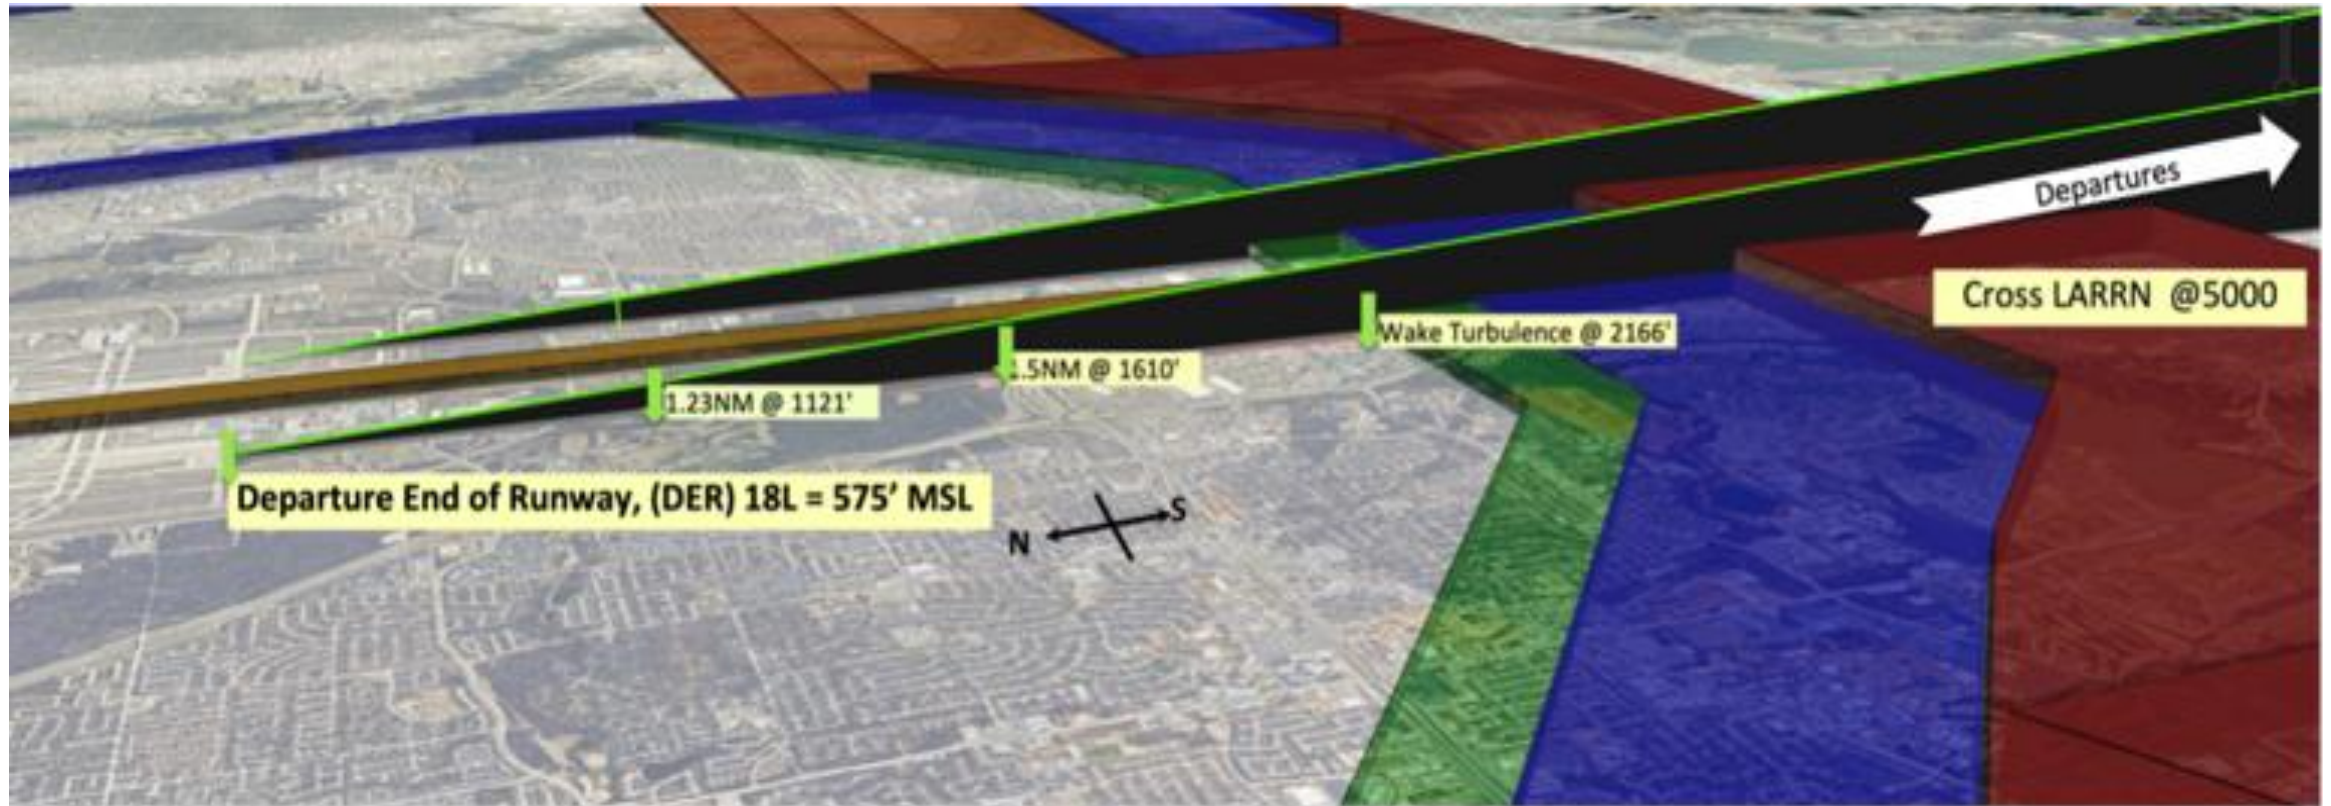 Departures
Cross LARRN @5000
Wake Turbulence @ 2166'
1.5NM @ 1610'
1.23NM @ 1121'
Departure End of Runway, (DER) 18L = 575' MSL
N
S